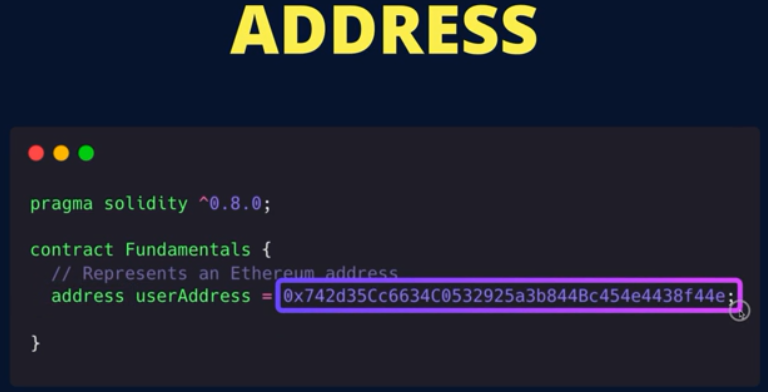 ADDRESS
pragma solidity ^0.8.0;
contract Fundamentals {
// Represents an Ethereum address
address userAddress = 0x742d35Cc6634C0532925a3b844Bc454e4438f44e;
}